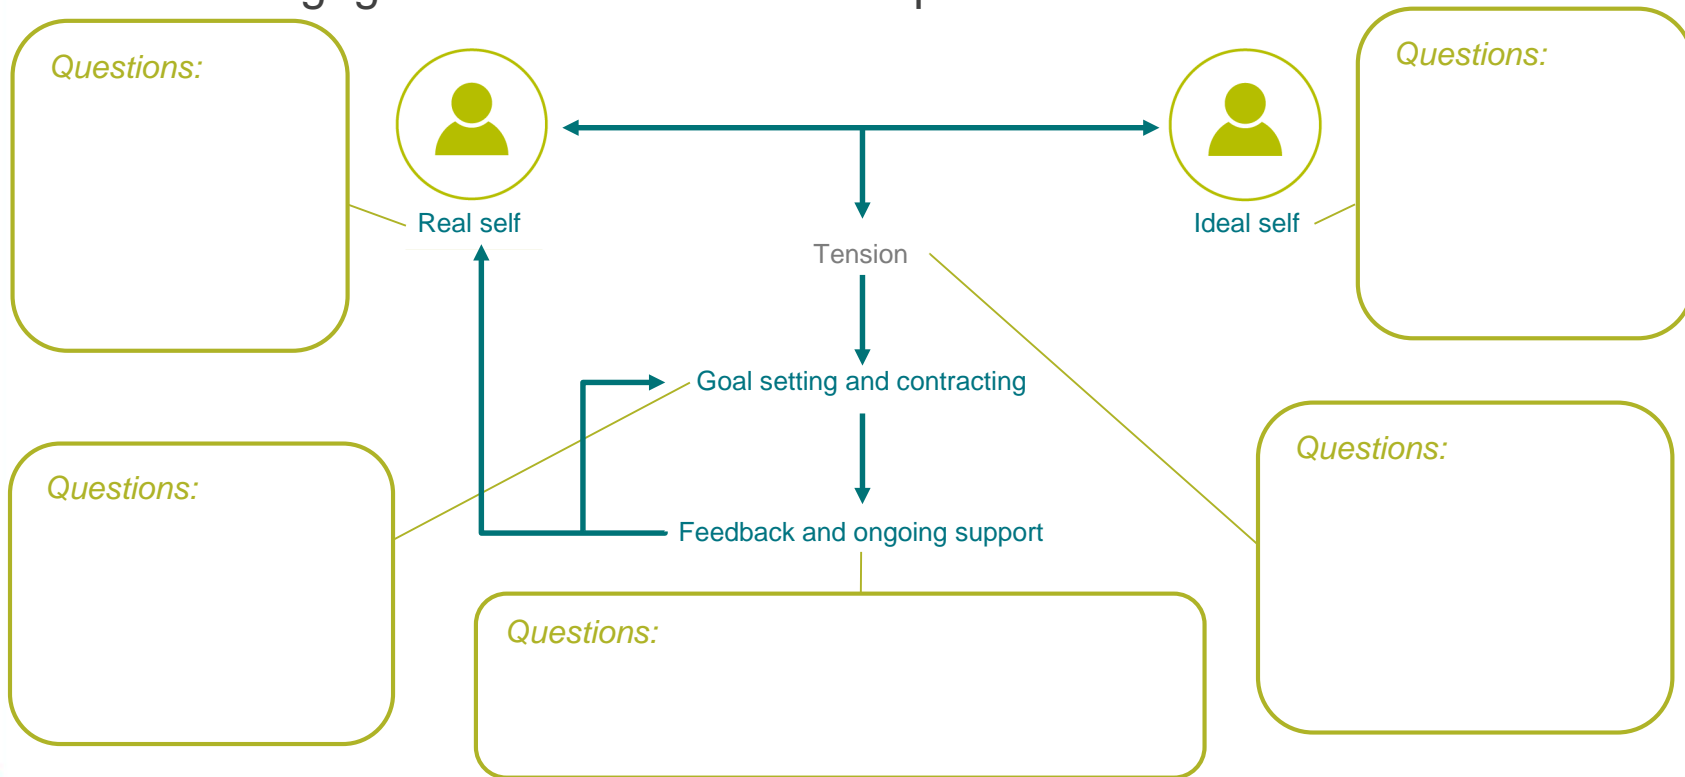 Questions:
Questions:
Real self
Ideal self
Tension
Goal setting and contracting
Questions:
Questions:
Feedback and ongoing support
Questions: